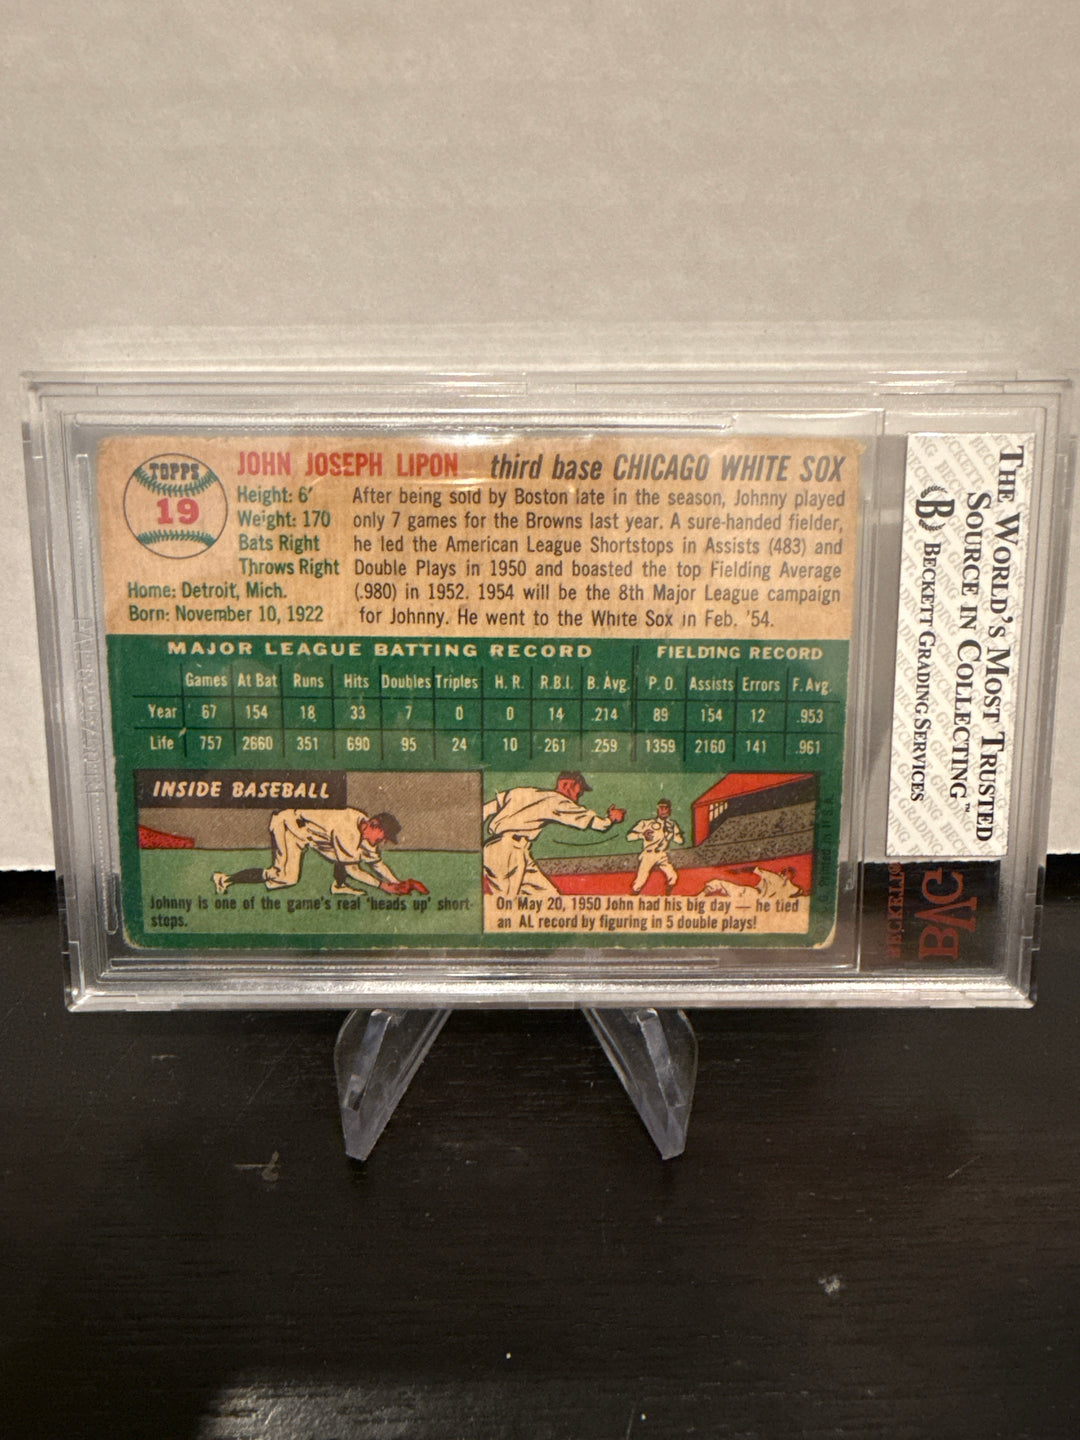 TOPPS
19
JOHN JOSEPH LIPON third base CHICAGO WHITE SOX
Height: 6'
Weight: 170
Bats Right
Throws Right
Home: Detroit, Mich.
Born: November 10, 1922
After being sold by Boston late in the season, Johnny played
only 7 games for the Browns last year. A sure-handed fielder,
he led the American League Shortstops in Assists (483) and
Double Plays in 1950 and boasted the top Fielding Average
(.980) in 1952. 1954 will be the 8th Major League campaign
for Johnny. He went to the White Sox in Feb. '54.
MAJOR LEAGUE BATTING RECORD FIELDING RECORD
Games At Bat Runs Hits Doubles Triples H. R. R.B.I. B. Avg. P. O. Assists Errors F. Avg.
Year 67 154 18 33 7 0 0 14 .214 89 154 12 .953
Life 757 2660 351 690 95 24 10 261 .259 1359 2160 141 .961
INSIDE BASEBALL
Johnny is one of the game's real 'heads up' short-
stops.
On May 20, 1950 John had his big day — he tied
an AL record by figuring in 5 double plays!
THE WORLD'S MOST TRUSTED
SOURCE IN COLLECTING™
B BECKETT GRADING SERVICES